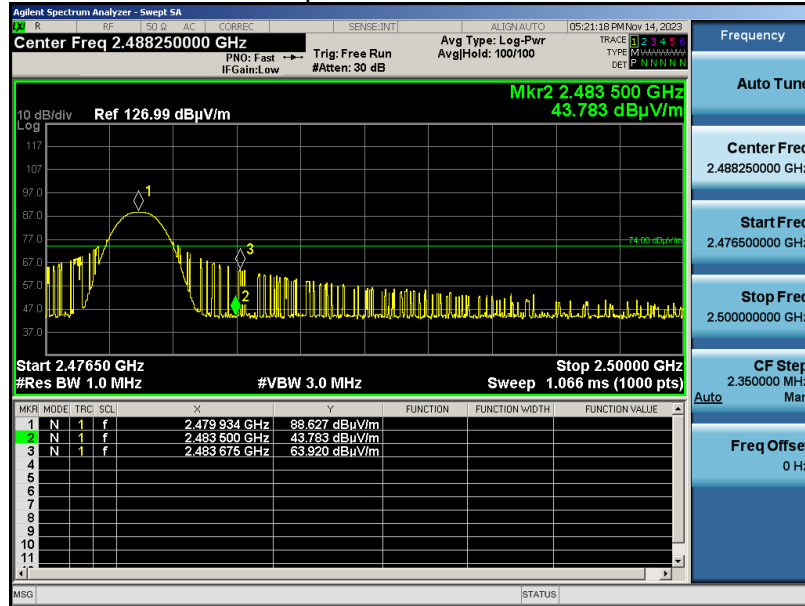 Agilent Spectrum Analyzer - Swept SA
LXI R RF 50 Ω AC CORREC SENSE:INT ALIGN AUTO 05:21:18 PM Nov 14, 2023
Center Freq 2.488250000 GHz
PNO: Fast
IFGain:Low
Trig: Free Run
#Atten: 30 dB
Avg Type: Log-Pwr
Avg|Hold: 100/100
TRACE 1 2 3 4 5 6
TYPE M
DET P N N N N N
Mkr2 2.483 500 GHz
43.783 dBµV/m
10 dB/div Ref 126.99 dBµV/m
Log
117
107
97.0
87.0
77.0
67.0
57.0
47.0
37.0
1
3
2
74.00 dBµV/m
Start 2.47650 GHz Stop 2.50000 GHz
#Res BW 1.0 MHz #VBW 3.0 MHz Sweep 1.066 ms (1000 pts)
MKR MODE TRC SCL X Y FUNCTION FUNCTION WIDTH FUNCTION VALUE
1 N 1 f 2.479 934 GHz 88.627 dBµV/m
2 N 1 f 2.483 500 GHz 43.783 dBµV/m
3 N 1 f 2.483 675 GHz 63.920 dBµV/m
4
5
6
7
8
9
10
11
MSG STATUS
Frequency
Auto Tune
Center Freq
2.488250000 GHz
Start Freq
2.476500000 GHz
Stop Freq
2.500000000 GHz
CF Step
2.350000 MHz
Auto Man
Freq Offset
0 Hz